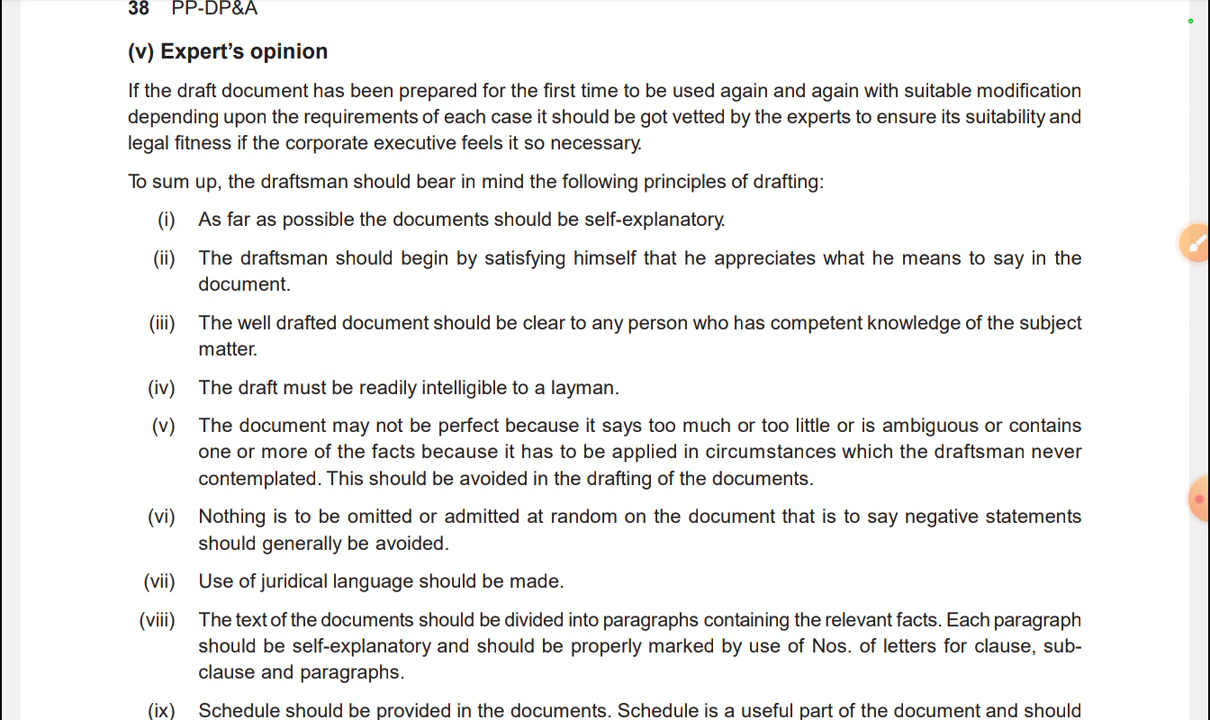 38 PP-DP&A
(v) Expert's opinion
If the draft document has been prepared for the first time to be used again and again with suitable modification
depending upon the requirements of each case it should be got vetted by the experts to ensure its suitability and
legal fitness if the corporate executive feels it so necessary.
To sum up, the draftsman should bear in mind the following principles of drafting:
(i) As far as possible the documents should be self-explanatory.
(ii) The draftsman should begin by satisfying himself that he appreciates what he means to say in the
document.
(iii) The well drafted document should be clear to any person who has competent knowledge of the subject
matter.
(iv) The draft must be readily intelligible to a layman.
(v) The document may not be perfect because it says too much or too little or is ambiguous or contains
one or more of the facts because it has to be applied in circumstances which the draftsman never
contemplated. This should be avoided in the drafting of the documents.
(vi) Nothing is to be omitted or admitted at random on the document that is to say negative statements
should generally be avoided.
(vii) Use of juridical language should be made.
(viii) The text of the documents should be divided into paragraphs containing the relevant facts. Each paragraph
should be self-explanatory and should be properly marked by use of Nos. of letters for clause, sub-
clause and paragraphs.
(ix) Schedule should be provided in the documents. Schedule is a useful part of the document and should